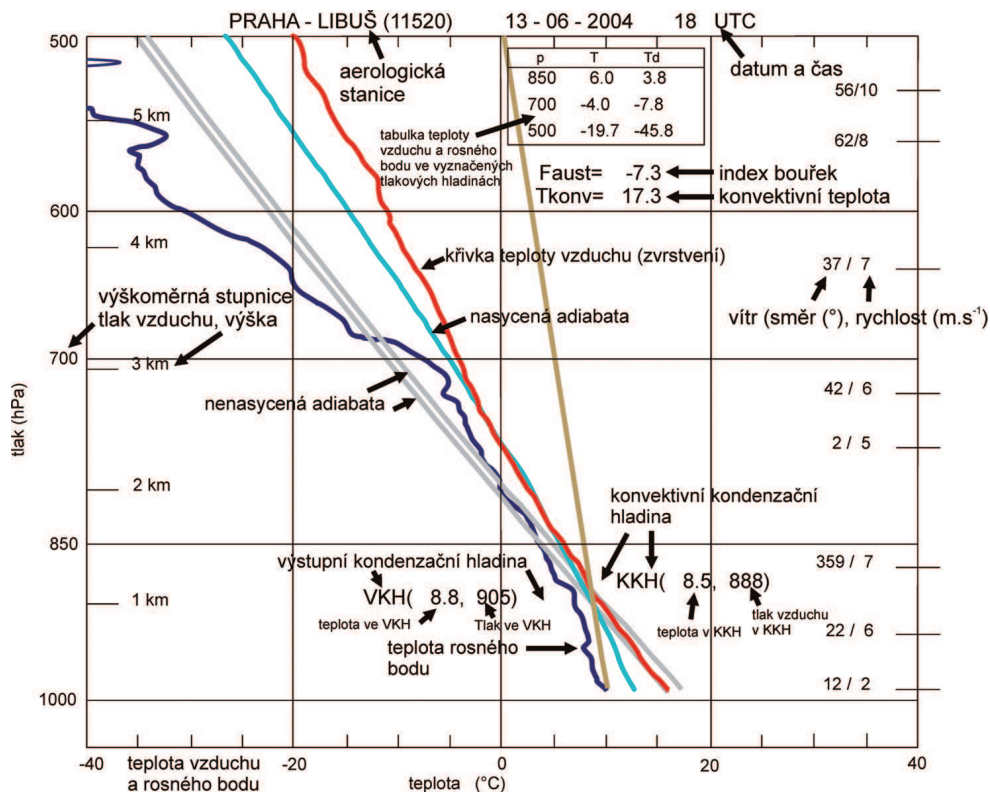 PRAHA - LIBUŠ (11520) 13 - 06 - 2004 18 UTC
500
aerologická
stanice
datum a čas
p T Td
850 6.0 3.8
700 -4.0 -7.8
500 -19.7 -45.8
tabulka teploty
vzduchu a rosného
bodu ve vyznačených
tlakových hladinách
56/10
5 km
62/8
Faust= -7.3 index bouřek
Tkonv= 17.3 konvektivní teplota
600
4 km
křivka teploty vzduchu (zvrstvení)
37 / 7
výškoměrná stupnice
tlak vzduchu, výška
nasycená adiabata
vítr (směr (°), rychlost (m.s-1)
700
3 km
nenasycená adiabata
42 / 6
tlak (hPa)
2 / 5
2 km
konvektivní kondenzační
hladina
850
výstupní kondenzační hladina
359 / 7
KKH( 8.5, 888)
VKH( 8.8, 905)
1 km
teplota ve VKH Tlak ve VKH
teplota v KKH
tlak vzduchu
v KKH
22 / 6
teplota rosného
bodu
12 / 2
1000
-40 -20 0 20 40
teplota vzduchu
a rosného bodu
teplota (°C)